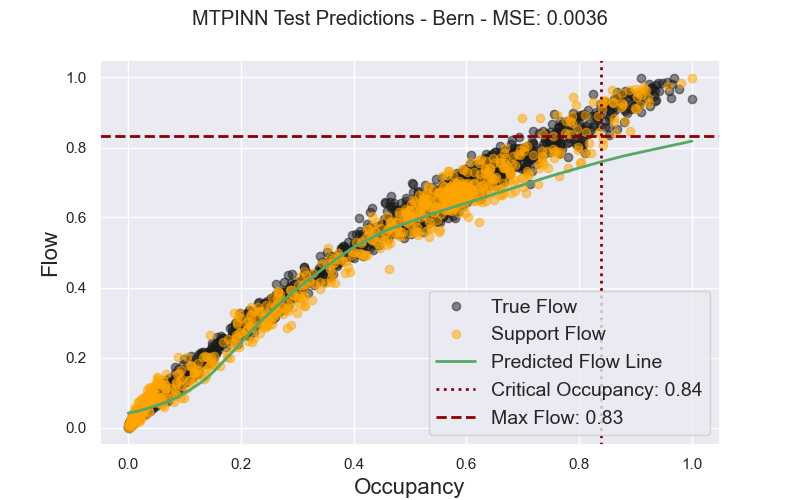 MTPINN Test Predictions - Bern - MSE: 0.0036
1.0
0.8
0.6
0.4
0.2
0.0
Flow
True Flow
Support Flow
Predicted Flow Line
Critical Occupancy: 0.84
Max Flow: 0.83
0.0 0.2 0.4 0.6 0.8 1.0
Occupancy